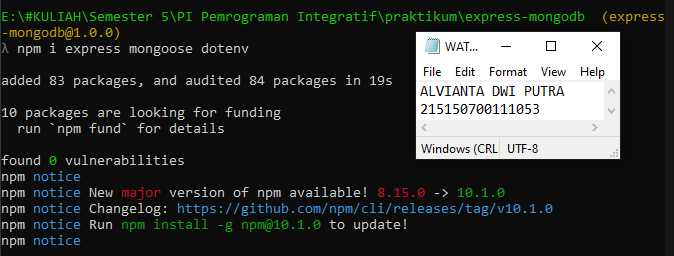 E:\#KULIAH\Semester 5\PI Pemrograman Integratif\praktikum\express-mongodb  (express
-mongodb@1.0.0)
λ npm i express mongoose dotenv
added 83 packages, and audited 84 packages in 19s
10 packages are looking for funding
  run `npm fund` for details
found 0 vulnerabilities
npm notice
npm notice New major version of npm available! 8.15.0 -> 10.1.0
npm notice Changelog: https://github.com/npm/cli/releases/tag/v10.1.0
npm notice Run npm install -g npm@10.1.0 to update!
npm notice
WAT...
File Edit Format View Help
ALVIANTA DWI PUTRA
215150700111053
Windows (CRL UTF-8